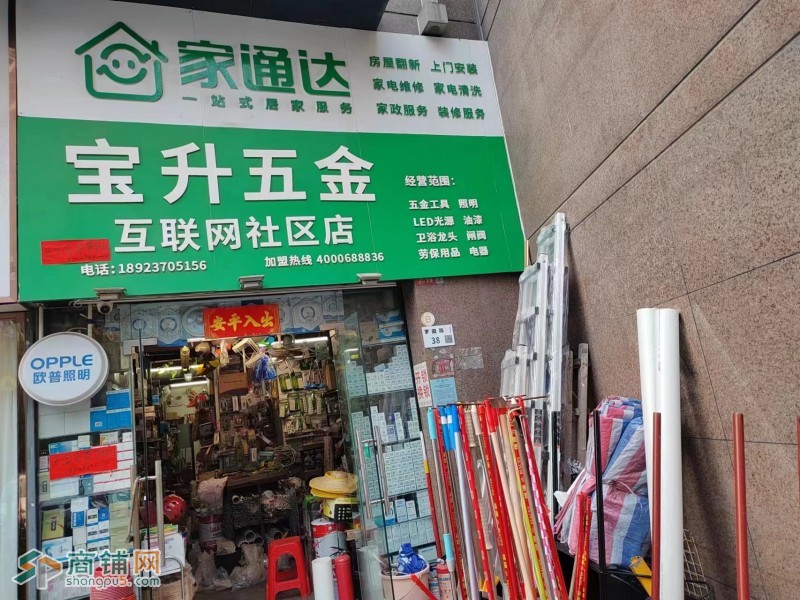 家通达
一站式居家服务
房屋翻新 上门安装
家电维修 家电清洗
家政服务 装修服务
宝升五金
互联网社区店
电话:18923705156
加盟热线 4000688836
经营范围:
五金工具 照明
LED光源 油漆
卫浴龙头 闸阀
劳保用品 电器
安平入出
38
OPPLE
欧普照明
商铺网
shangpu5.com